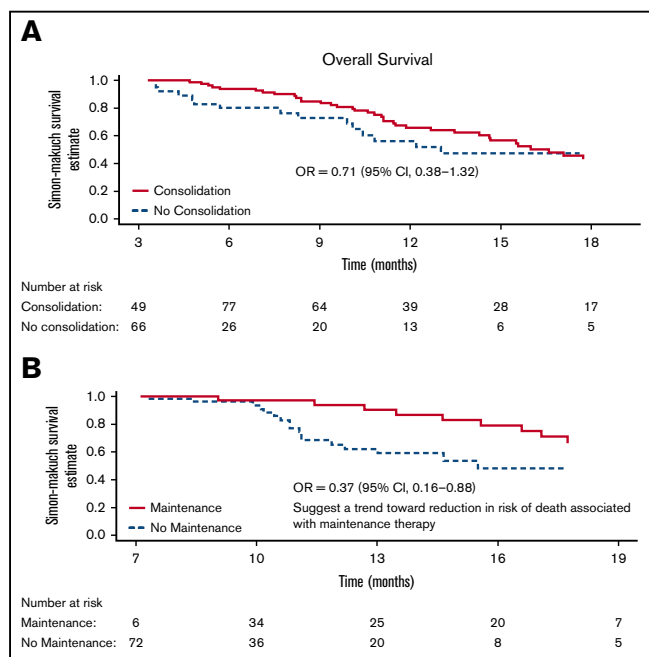 A
Overall Survival
Simon-makuch survival
estimate
1.0
0.8
0.6
0.4
0.2
0.0
OR = 0.71 (95% CI, 0.38–1.32)
Consolidation
No Consolidation
3 6 9 12 15 18
Time (months)
Number at risk
Consolidation: 49 77 64 39 28 17
No consolidation: 66 26 20 13 6 5
B
Simon-makuch survival
estimate
1.0
0.8
0.6
0.4
0.2
0.0
OR = 0.37 (95% CI, 0.16–0.88)
Maintenance
No Maintenance
Suggest a trend toward reduction in risk of death associated
with maintenance therapy
7 10 13 16 19
Time (months)
Number at risk
Maintenance: 6 34 25 20 7
No Maintenance: 72 36 20 8 5